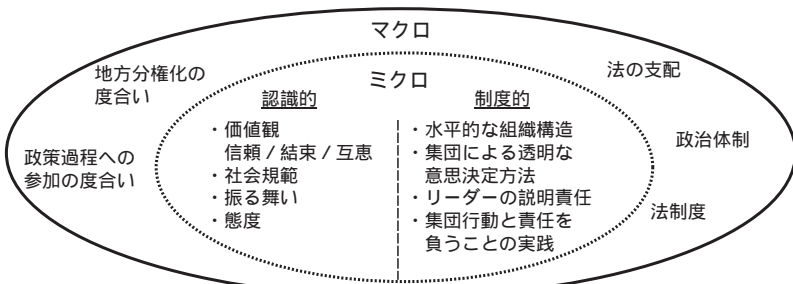 マクロ
地方分権化の
度合い
法の支配
ミクロ
認識的
制度的
・価値観
信頼 / 結束 / 互恵
・社会規範
・振る舞い
・態度
・水平的な組織構造
・集団による透明な
意思決定方法
・リーダーの説明責任
・集団行動と責任を
負うことの実践
政策過程への
参加の度合い
政治体制
法制度